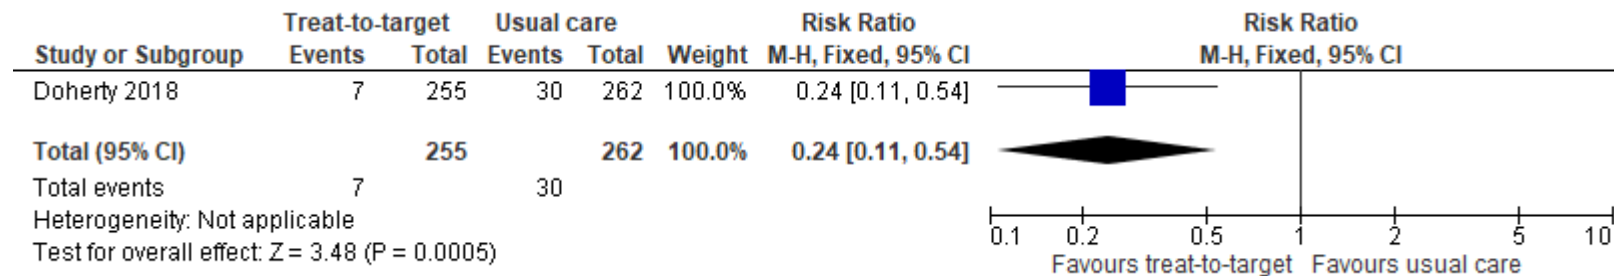 Treat-to-target Usual care Risk Ratio Risk Ratio
Study or Subgroup Events Total Events Total Weight M-H, Fixed, 95% CI M-H, Fixed, 95% CI
Doherty 2018 7 255 30 262 100.0% 0.24 [0.11, 0.54]
Total (95% CI) 255 262 100.0% 0.24 [0.11, 0.54]
Total events 7 30
Heterogeneity: Not applicable
Test for overall effect: Z = 3.48 (P = 0.0005)
0.1 0.2 0.5 1 2 5 10
Favours treat-to-target Favours usual care